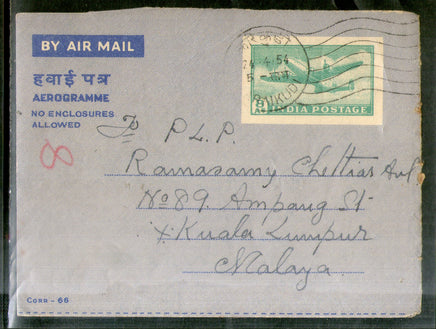 BY AIR MAIL
हवाई पत्र
AEROGRAMME
NO ENCLOSURES
ALLOWED
24.4.54
INDIA POSTAGE
8
To P. L. P.
Ramasamy Chettiar
No 89 Ampang St
Kuala Lumpur
Malaya
CORR - 66